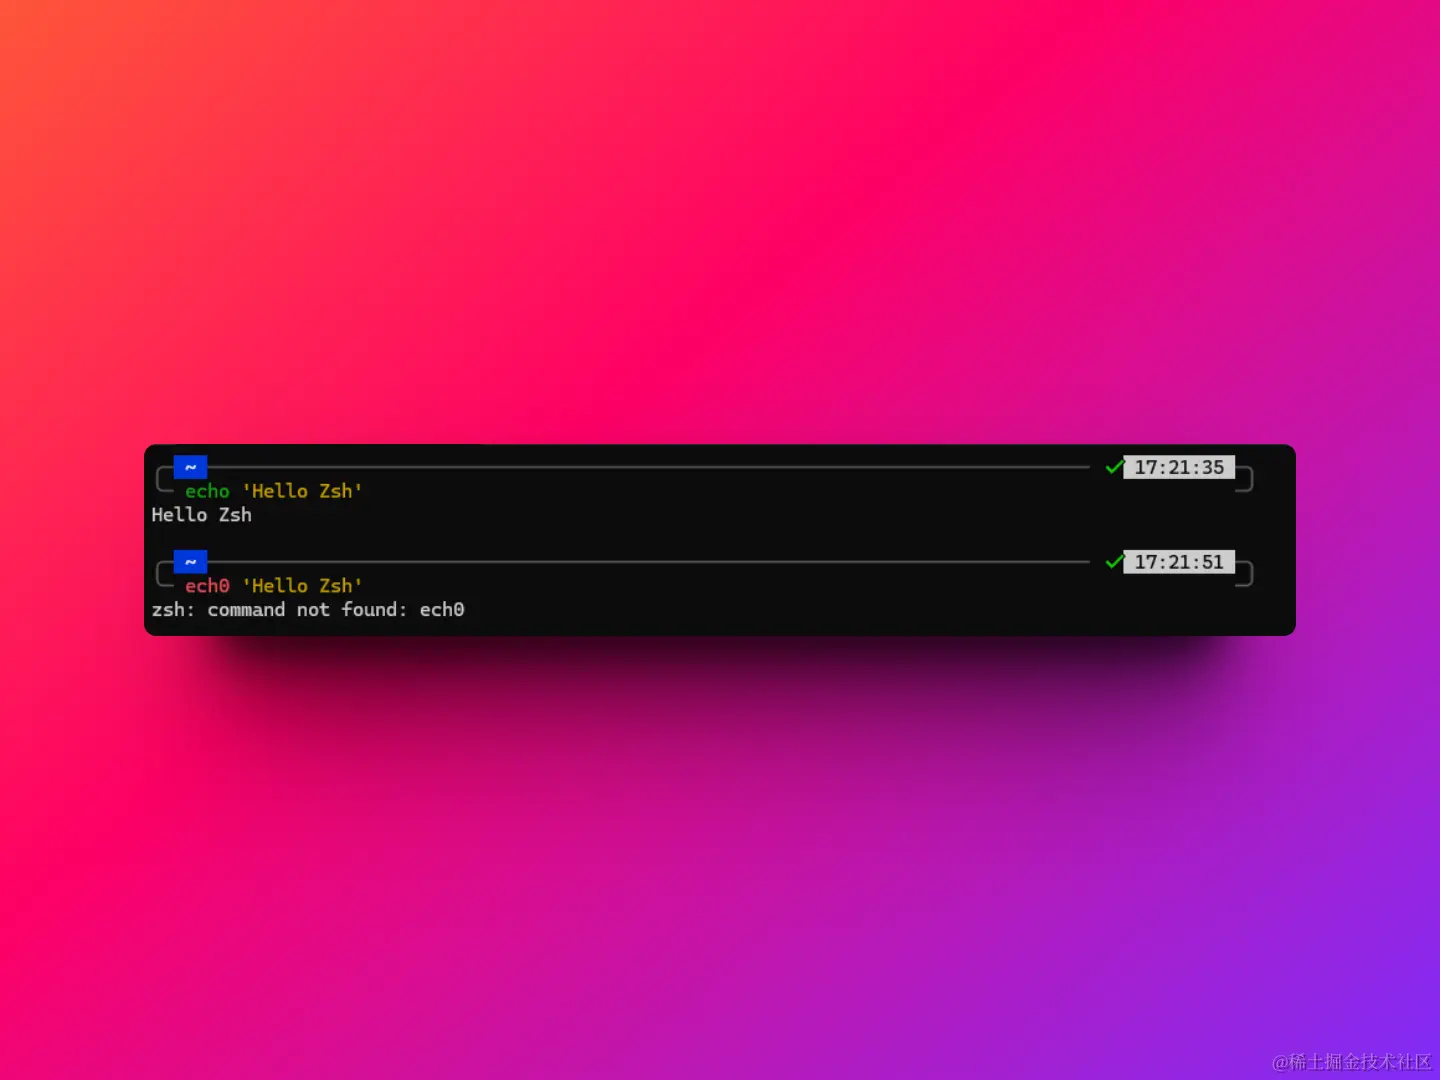 ~ ✓ 17:21:35
echo 'Hello Zsh'
Hello Zsh
~ ✓ 17:21:51
ech0 'Hello Zsh'
zsh: command not found: ech0
@稀土掘金技术社区